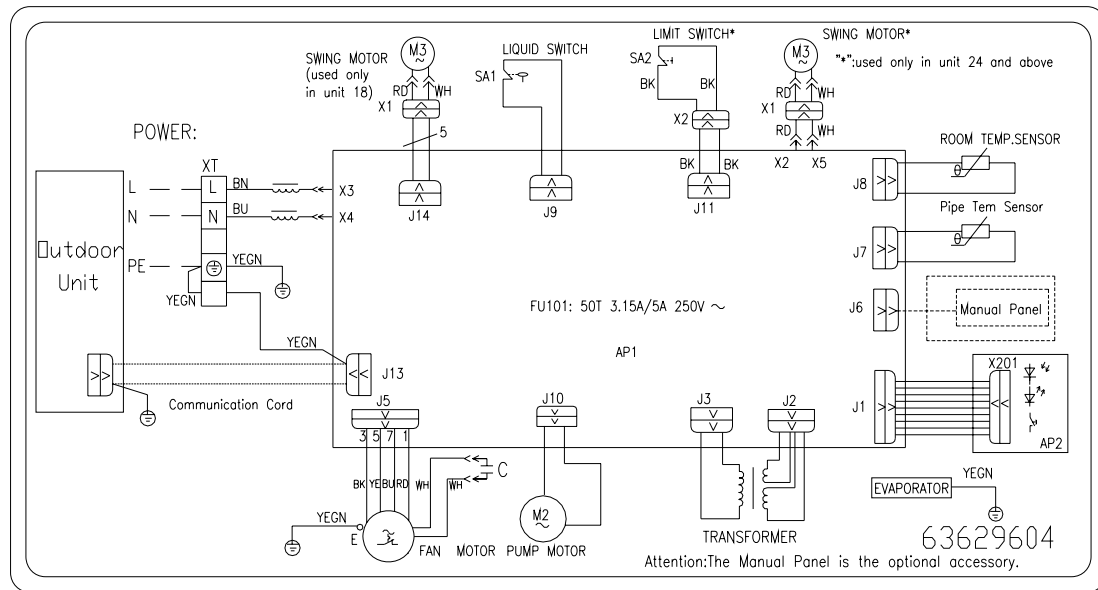 SWING MOTOR
(used only
in unit 18)
M3
~
RD
WH
X1
5
LIQUID SWITCH
SA1
LIMIT SWITCH*
SA2
BK
BK
X2
BK
BK
SWING MOTOR*
M3
~
"*":used only in unit 24 and above
RD
WH
X1
RD
WH
X2
X5
POWER:
XT
L
L
BN
X3
N
N
BU
X4
PE
YEGN
YEGN
YEGN
Outdoor
Unit
Communication Cord
J14
J9
J11
J8
ROOM TEMP.SENSOR
θ
J7
Pipe Tem Sensor
θ
J6
Manual Panel
FU101: 50T 3.15A/5A 250V ~
AP1
J13
J5
3 5 7 1
J10
J3
J2
J1
X201
AP2
BK
YE
BU
RD
WH
WH
C
YEGN
E
FAN MOTOR
M2
~
PUMP MOTOR
TRANSFORMER
EVAPORATOR
YEGN
63629604
Attention:The Manual Panel is the optional accessory.